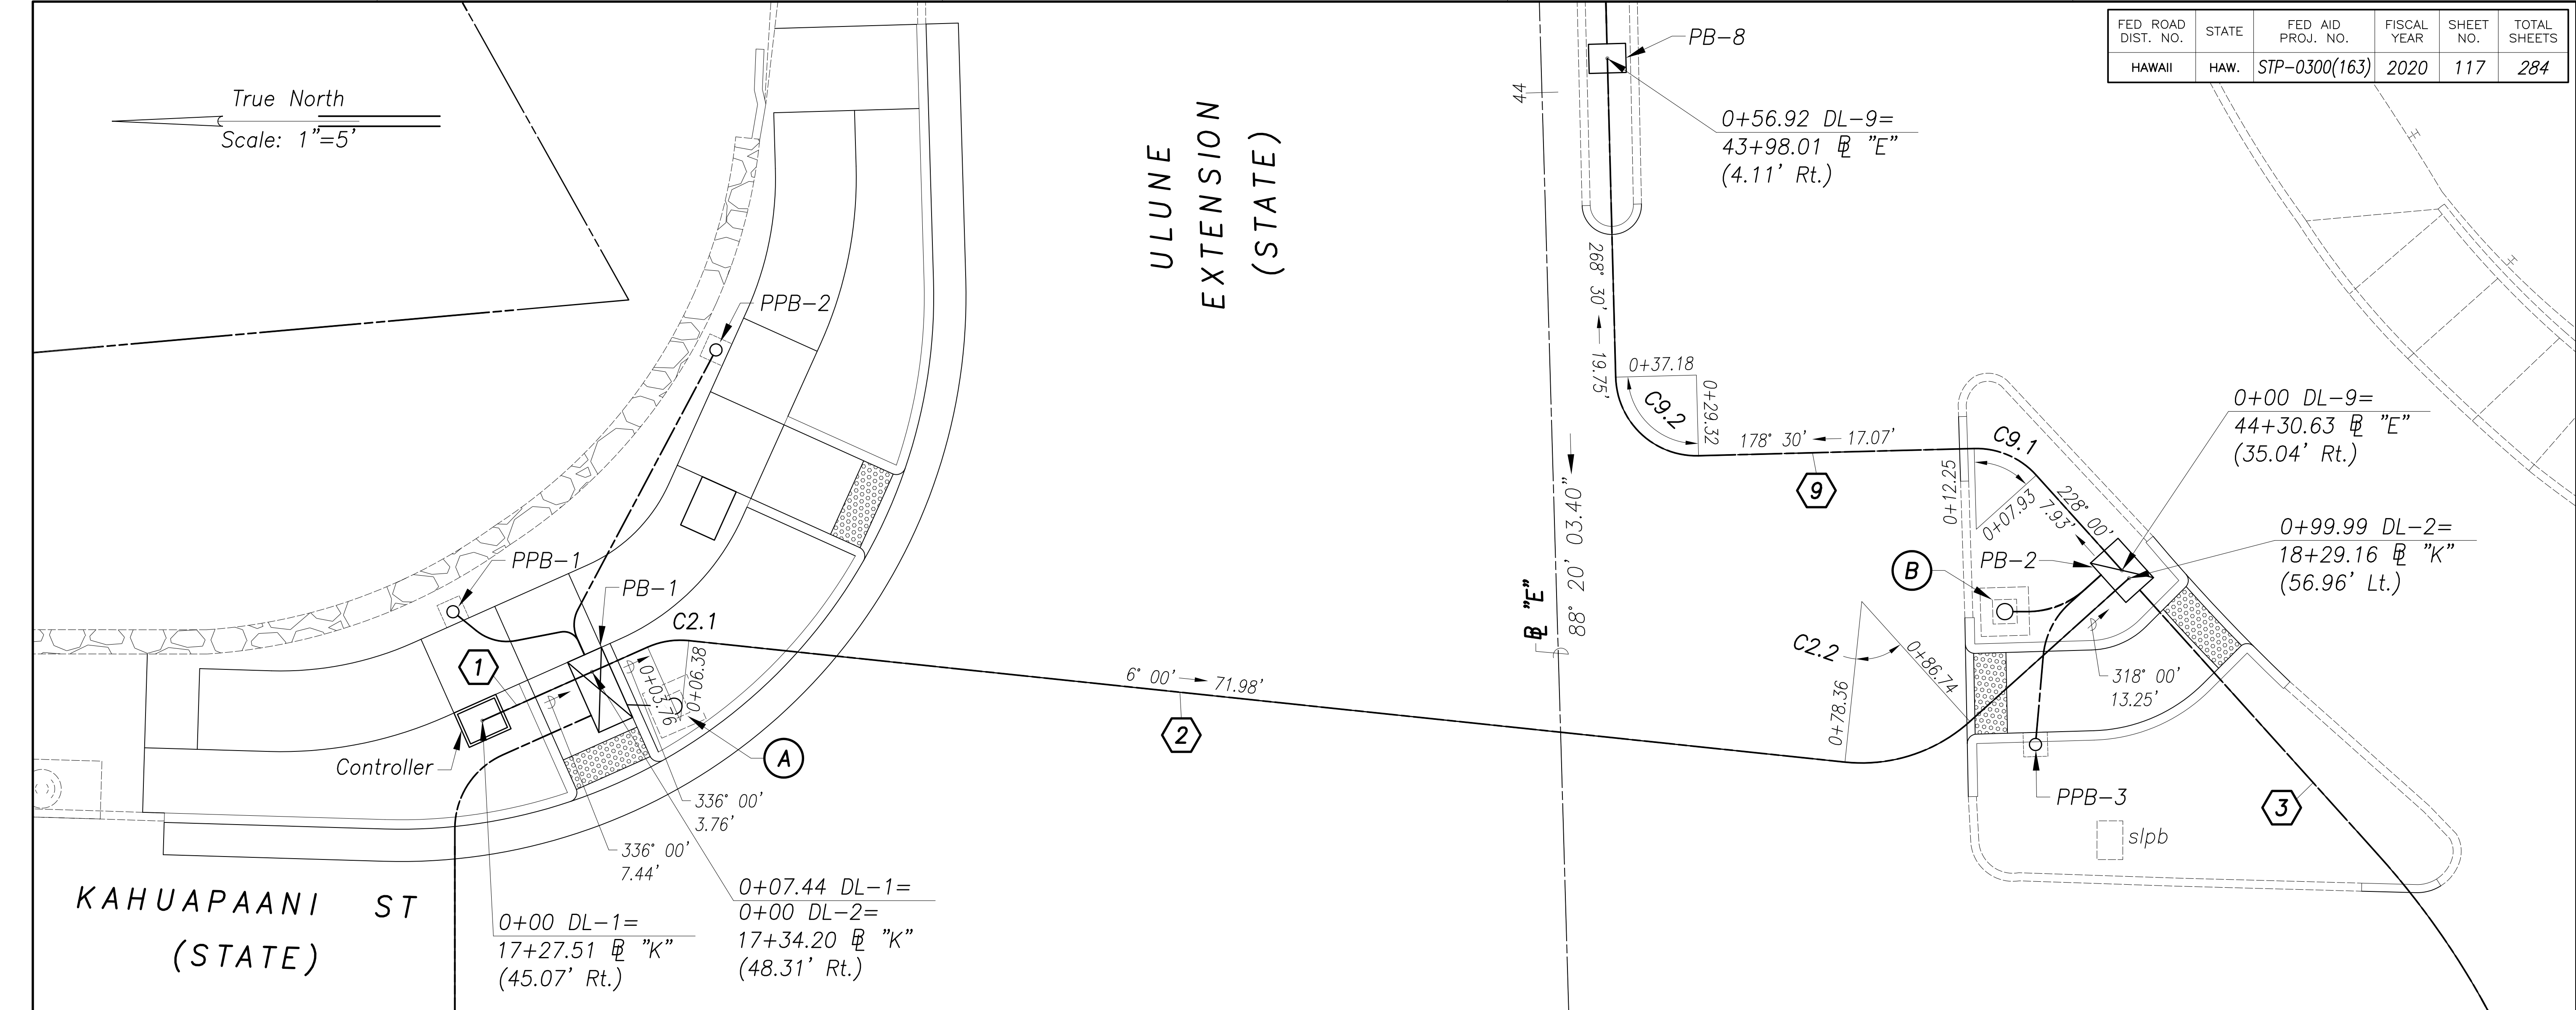 FED ROAD DIST. NO. STATE FED AID PROJ. NO. FISCAL YEAR SHEET NO. TOTAL SHEETS
HAWAII HAW. STP-0300(163) 2020 117 284
True North
Scale: 1"=5'
ULUNE
EXTENSION
(STATE)
44
PB-8
0+56.92 DL-9=
43+98.01 ℄ "E"
(4.11' Rt.)
268° 30' 19.75'
0+37.18
0+29.32
C9.2
178° 30' 17.07'
9
C9.1
0+12.25
0+07.93
228° 00'
7.93'
0+00 DL-9=
44+30.63 ℄ "E"
(35.04' Rt.)
0+99.99 DL-2=
18+29.16 ℄ "K"
(56.96' Lt.)
PB-2
B
PPB-2
PPB-1
PB-1
C2.1
1
0+03.76
0+06.38
Controller
A
336° 00'
3.76'
336° 00'
7.44'
6° 00' 71.98'
2
℄ "E"
88° 20' 03.40"
C2.2
0+78.36
0+86.74
318° 00'
13.25'
PPB-3
slpb
3
KAHUAPAANI ST
(STATE)
0+00 DL-1=
17+27.51 ℄ "K"
(45.07' Rt.)
0+07.44 DL-1=
0+00 DL-2=
17+34.20 ℄ "K"
(48.31' Rt.)